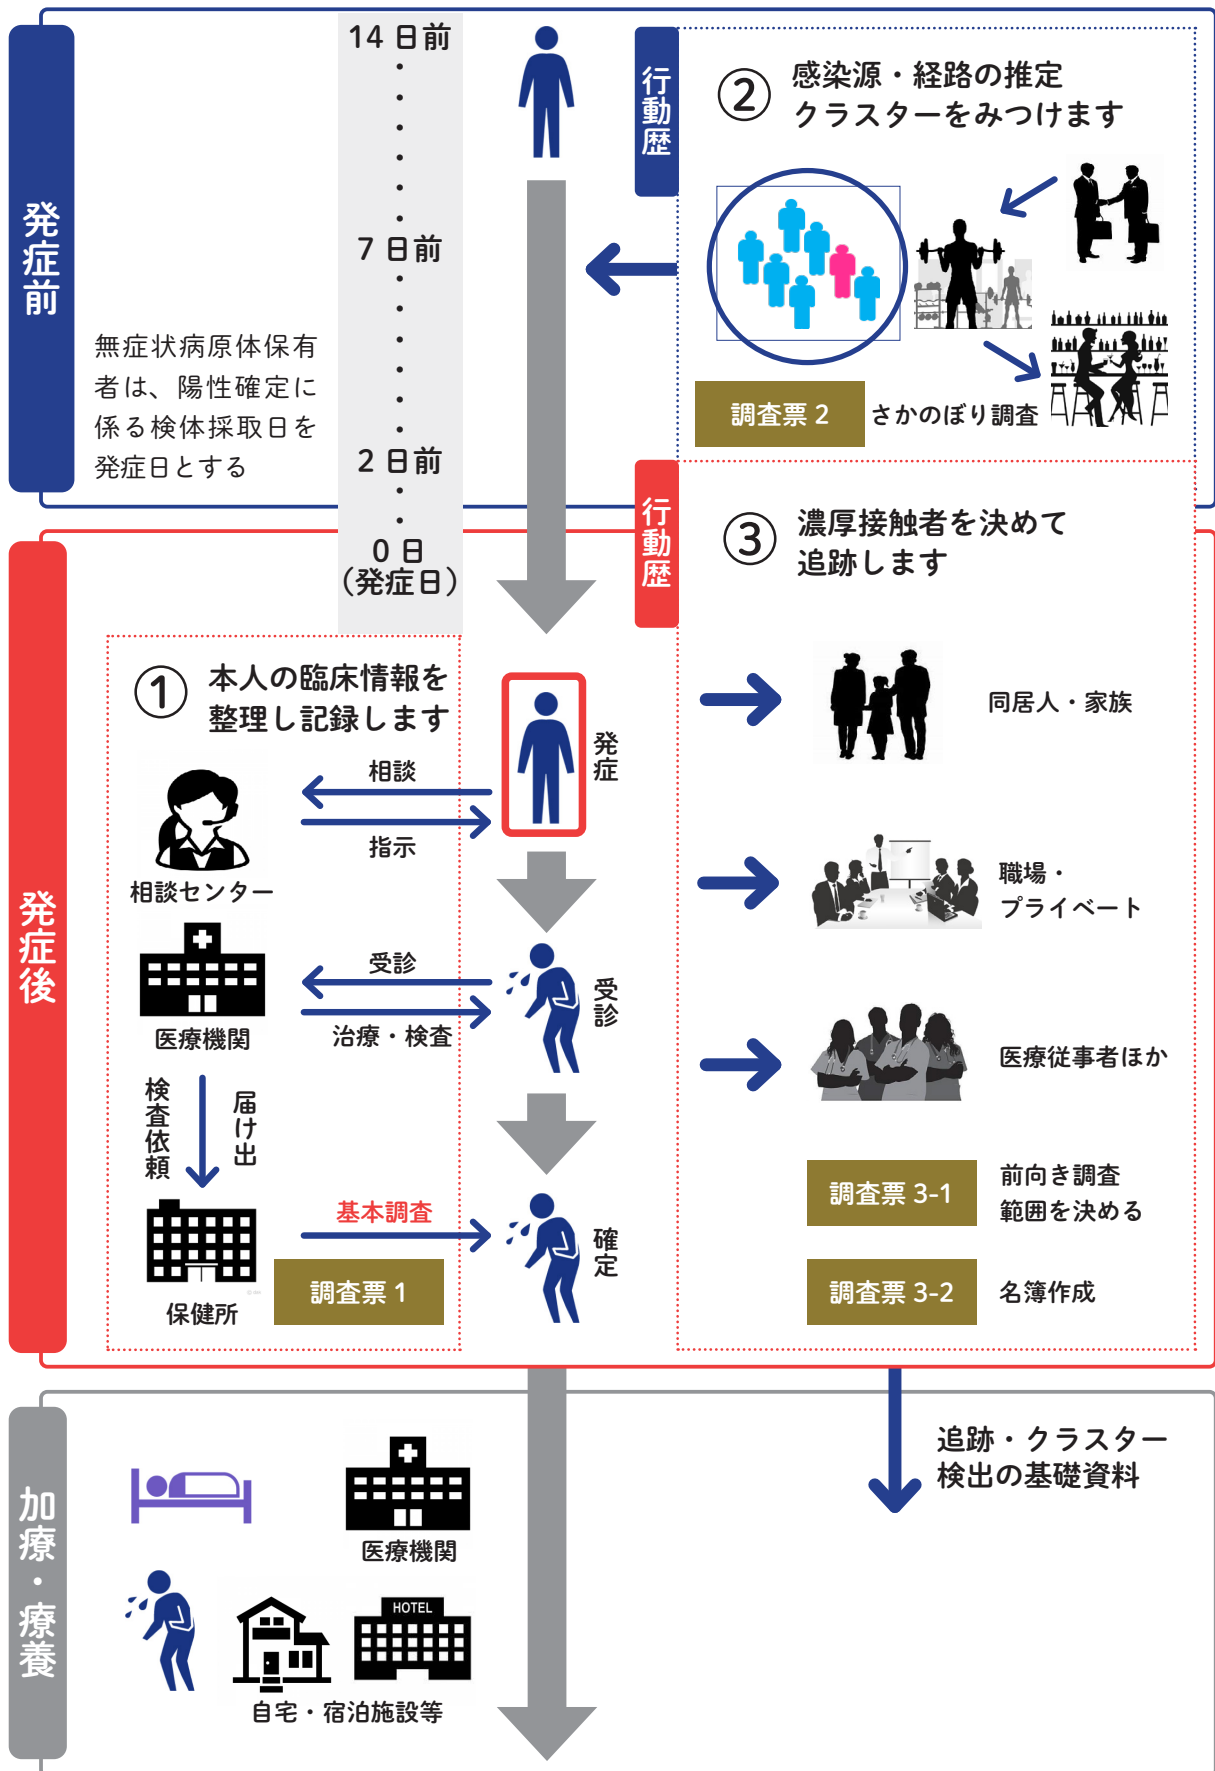 発症前
14 日前
7 日前
2 日前
0 日
(発症日)
無症状病原体保有
者は、陽性確定に
係る検体採取日を
発症日とする
行動歴
② 感染源・経路の推定
クラスターをみつけます
調査票 2
さかのぼり調査
発症後
① 本人の臨床情報を
整理し記録します
相談
指示
相談センター
発症
受診
治療・検査
医療機関
受診
検査依頼
届け出
基本調査
調査票 1
保健所
確定
行動歴
③ 濃厚接触者を決めて
追跡します
同居人・家族
職場・
プライベート
医療従事者ほか
調査票 3-1
前向き調査
範囲を決める
調査票 3-2
名簿作成
加療・療養
医療機関
HOTEL
自宅・宿泊施設等
追跡・クラスター
検出の基礎資料